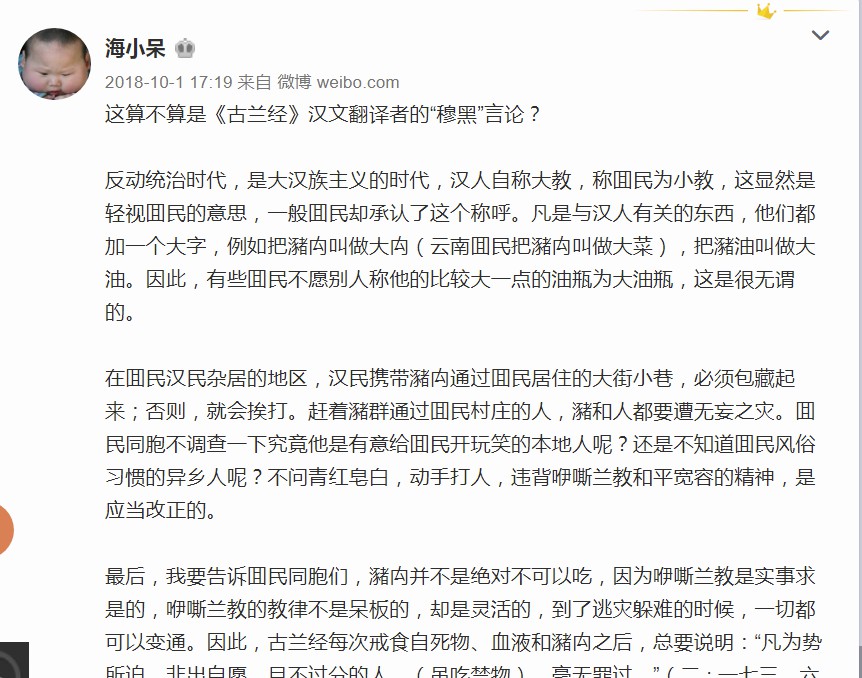 海小呆
2018-10-1 17:19 来自 微博 weibo.com
这算不算是《古兰经》汉文翻译者的“穆黑”言论？
反动统治时代，是大汉族主义的时代，汉人自称大教，称囬民为小教，这显然是
轻视囬民的意思，一般囬民却承认了这个称呼。凡是与汉人有关的东西，他们都
加一个大字，例如把瀦禸叫做大禸（云南囬民把瀦禸叫做大菜），把瀦油叫做大
油。因此，有些囬民不愿别人称他的比较大一点的油瓶为大油瓶，这是很无谓
的。
在囬民汉民杂居的地区，汉民携带瀦禸通过囬民居住的大街小巷，必须包藏起
来；否则，就会挨打。赶着瀦群通过囬民村庄的人，瀦和人都要遭无妄之灾。囬
民同胞不调查一下究竟他是有意给囬民开玩笑的本地人呢？还是不知道囬民风俗
习惯的异乡人呢？不问青红皂白，动手打人，违背咿嘶兰教和平宽容的精神，是
应当改正的。
最后，我要告诉囬民同胞们，瀦禸并不是绝对不可以吃，因为咿嘶兰教是实事求
是的，咿嘶兰教的教律不是呆板的，却是灵活的，到了逃灾躲难的时候，一切都
可以变通。因此，古兰经每次戒食自死物、血液和瀦禸之后，总要说明：“凡为势
所迫，非出自愿，且不过分的人，（虽吃禁物），毫无罪过。”（二：一七三，六